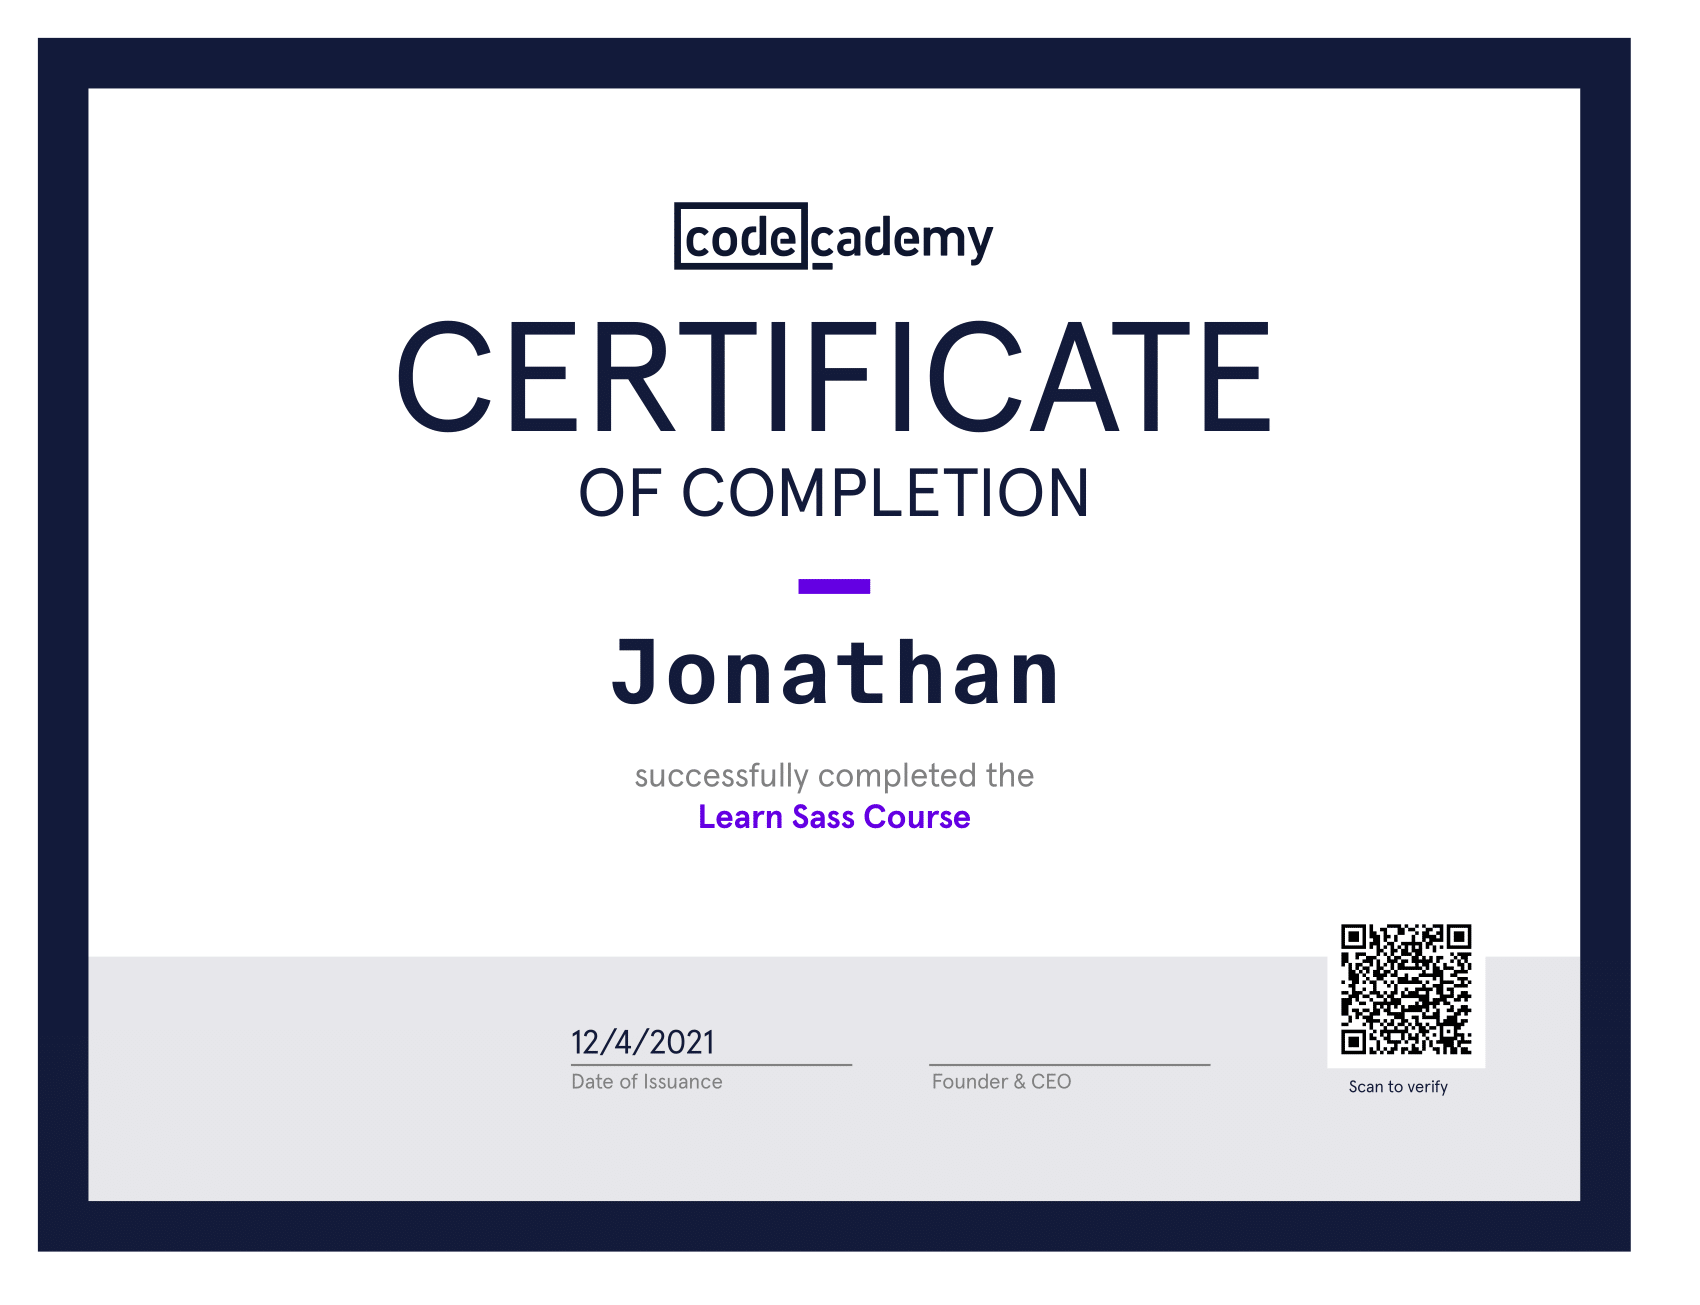 codecademy
CERTIFICATE
OF COMPLETION
Jonathan
successfully completed the
Learn Sass Course
12/4/2021
Date of Issuance
Founder & CEO
Scan to verify